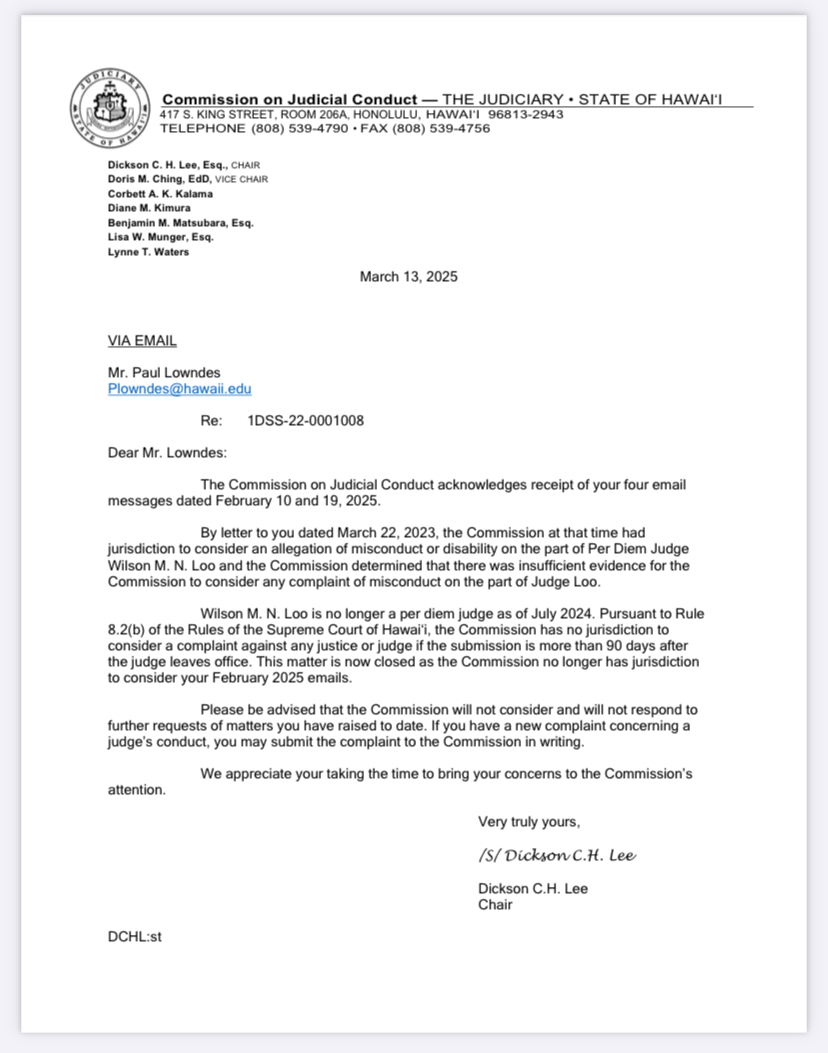 JUDICIARY
STATE OF HAWAI‘I
Commission on Judicial Conduct — THE JUDICIARY • STATE OF HAWAI‘I
417 S. KING STREET, ROOM 206A, HONOLULU, HAWAI‘I 96813-2943
TELEPHONE (808) 539-4790 • FAX (808) 539-4756
Dickson C. H. Lee, Esq., CHAIR
Doris M. Ching, EdD, VICE CHAIR
Corbett A. K. Kalama
Diane M. Kimura
Benjamin M. Matsubara, Esq.
Lisa W. Munger, Esq.
Lynne T. Waters
March 13, 2025
VIA EMAIL
Mr. Paul Lowndes
Plowndes@hawaii.edu
Re: 1DSS-22-0001008
Dear Mr. Lowndes:
The Commission on Judicial Conduct acknowledges receipt of your four email
messages dated February 10 and 19, 2025.
By letter to you dated March 22, 2023, the Commission at that time had
jurisdiction to consider an allegation of misconduct or disability on the part of Per Diem Judge
Wilson M. N. Loo and the Commission determined that there was insufficient evidence for the
Commission to consider any complaint of misconduct on the part of Judge Loo.
Wilson M. N. Loo is no longer a per diem judge as of July 2024. Pursuant to Rule
8.2(b) of the Rules of the Supreme Court of Hawai‘i, the Commission has no jurisdiction to
consider a complaint against any justice or judge if the submission is more than 90 days after
the judge leaves office. This matter is now closed as the Commission no longer has jurisdiction
to consider your February 2025 emails.
Please be advised that the Commission will not consider and will not respond to
further requests of matters you have raised to date. If you have a new complaint concerning a
judge’s conduct, you may submit the complaint to the Commission in writing.
We appreciate your taking the time to bring your concerns to the Commission’s
attention.
Very truly yours,
/S/ Dickson C.H. Lee
Dickson C.H. Lee
Chair
DCHL:st